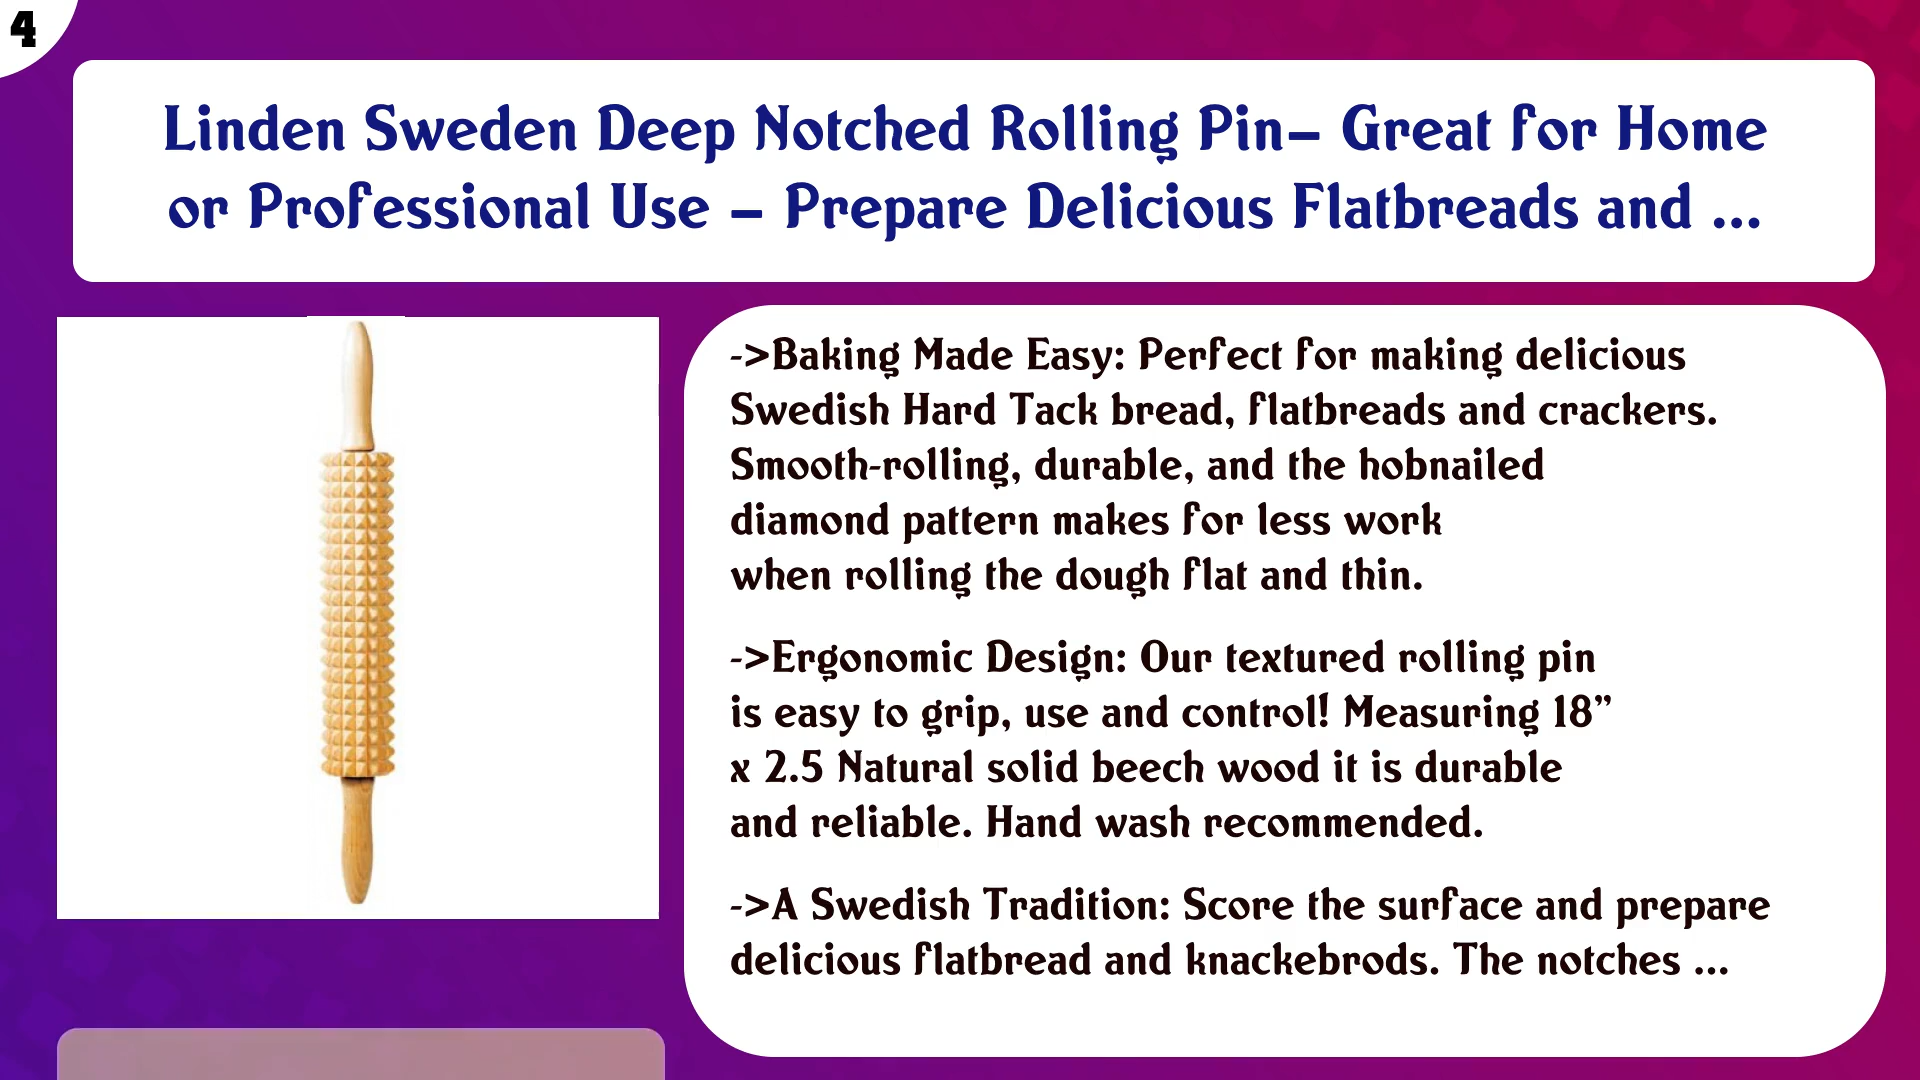 4
Linden Sweden Deep Notched Rolling Pin– Great for Home
or Professional Use – Prepare Delicious Flatbreads and ...
->Baking Made Easy: Perfect for making delicious
Swedish Hard Tack bread, flatbreads and crackers.
Smooth-rolling, durable, and the hobnailed
diamond pattern makes for less work
when rolling the dough flat and thin.
->Ergonomic Design: Our textured rolling pin
is easy to grip, use and control! Measuring 18”
x 2.5 Natural solid beech wood it is durable
and reliable. Hand wash recommended.
->A Swedish Tradition: Score the surface and prepare
delicious flatbread and knackebrods. The notches ...